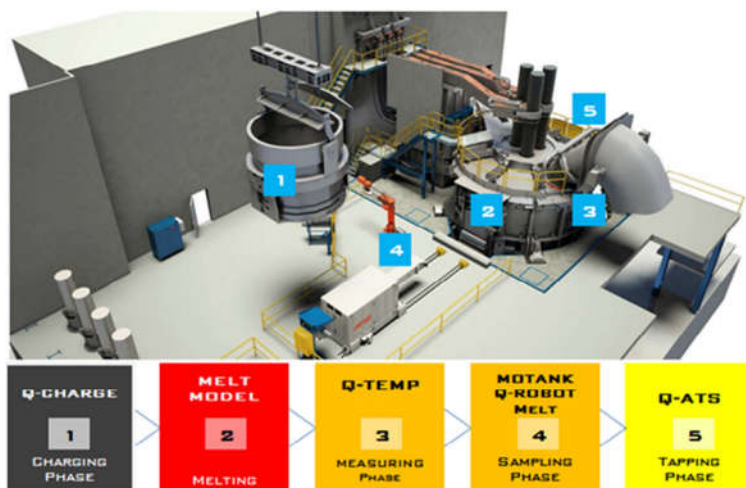 1
2
3
4
5
Q-CHARGE
1
CHARGING
PHASE
MELT
MODEL
2
MELTING
Q-TEMP
3
MEASURING
PHASE
MOTANK
Q-ROBOT
MELT
4
SAMPLING
PHASE
Q-ATS
5
TAPPING
PHASE